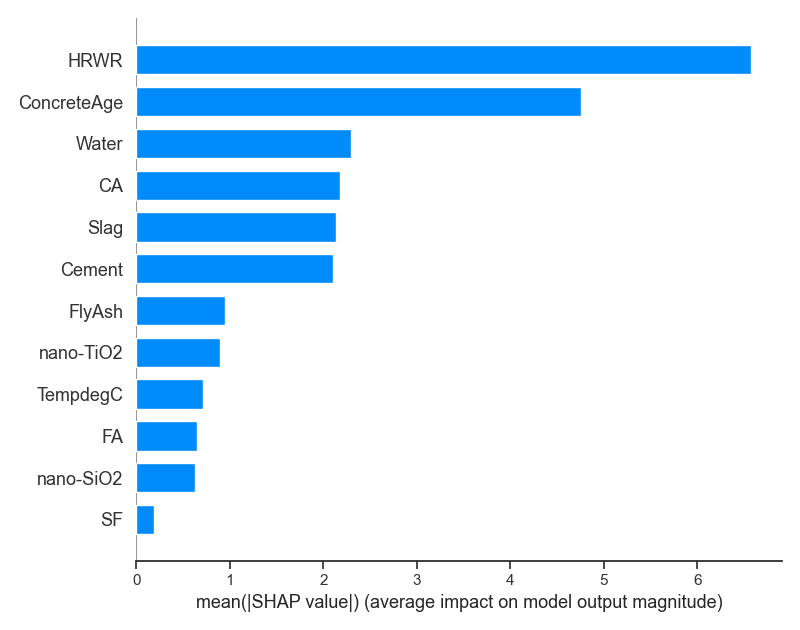 HRWR
ConcreteAge
Water
CA
Slag
Cement
FlyAsh
nano-TiO2
TempdegC
FA
nano-SiO2
SF
0 1 2 3 4 5 6
mean(|SHAP value|) (average impact on model output magnitude)